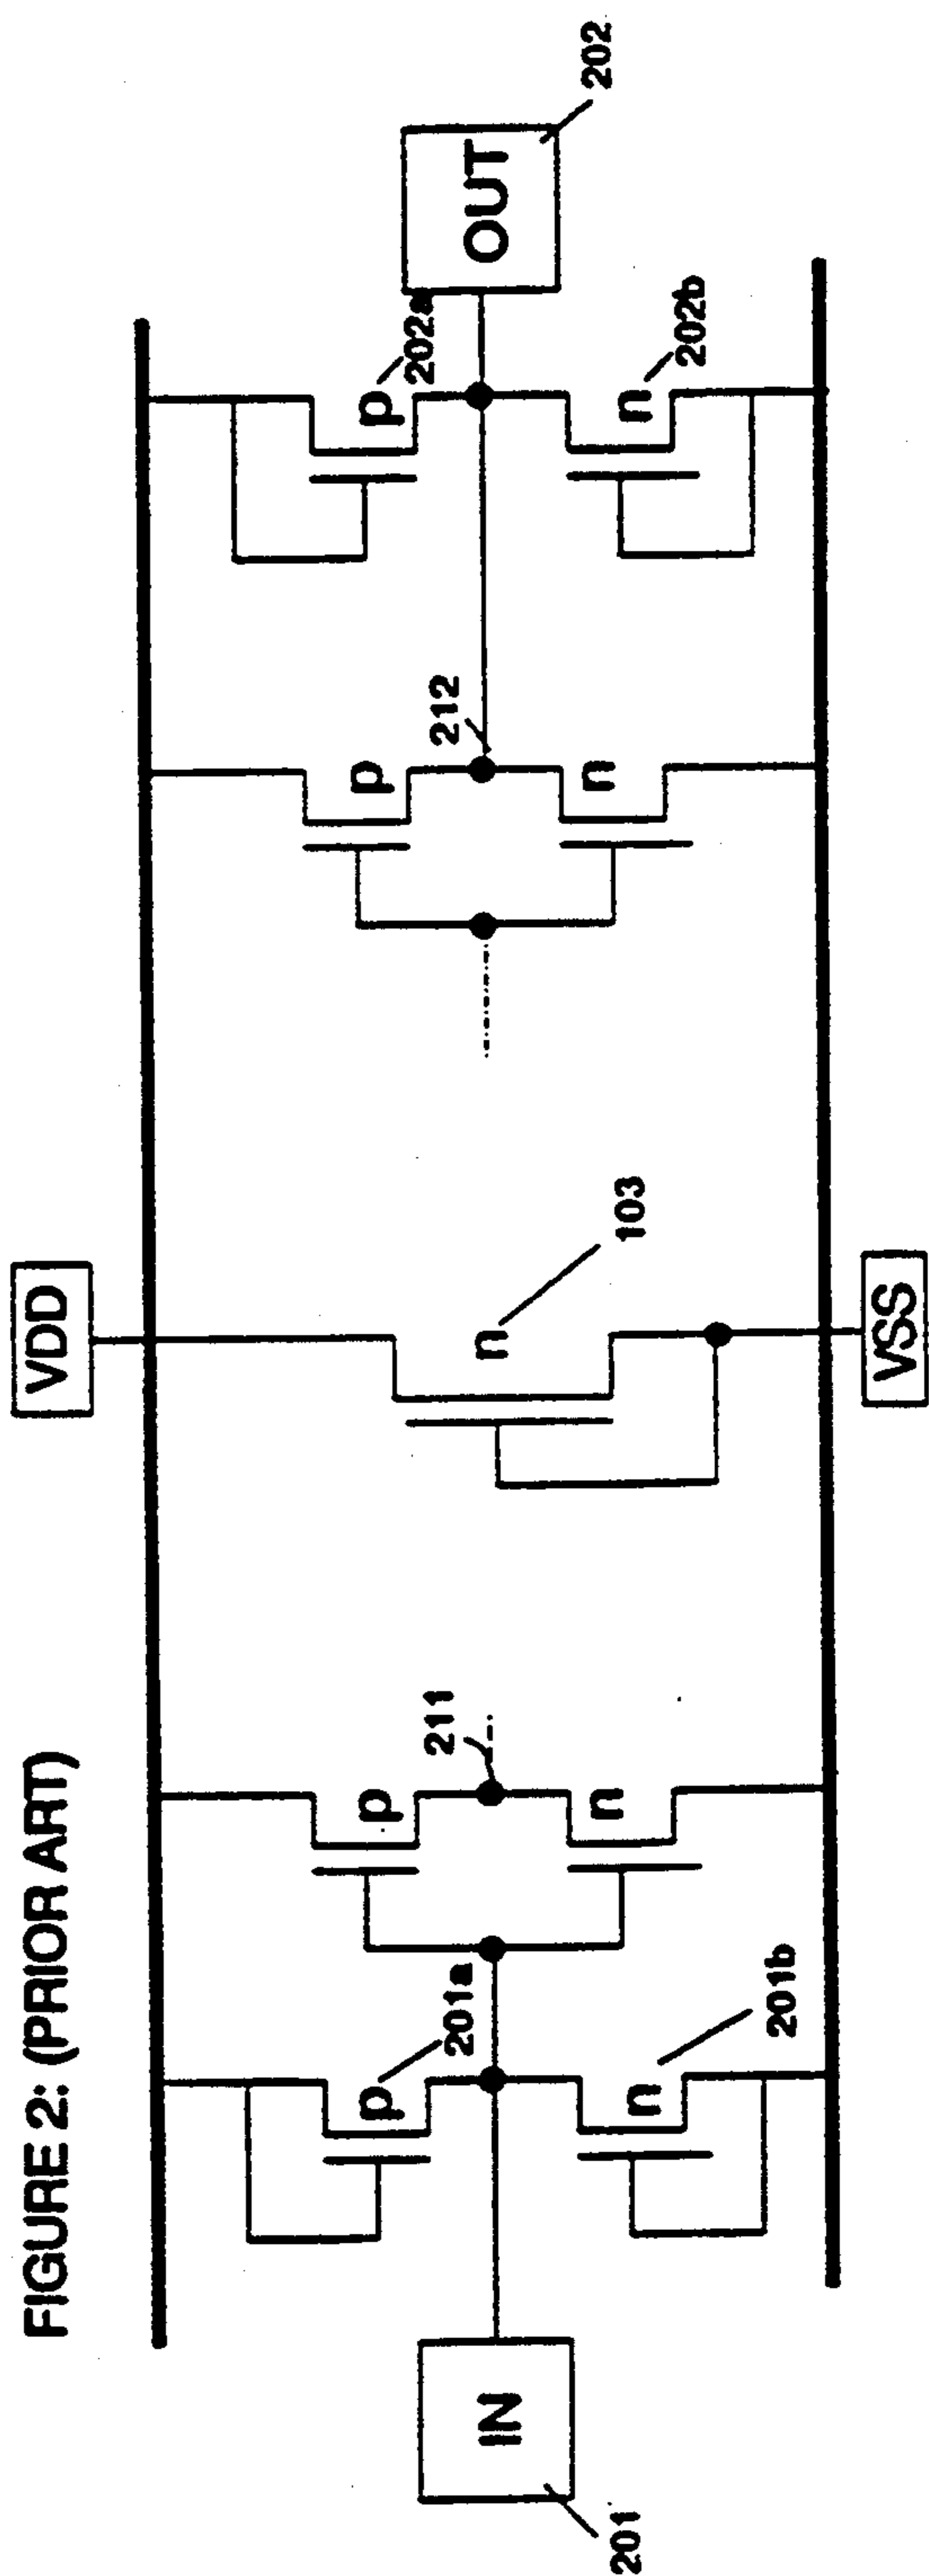 FIGURE 2: (PRIOR ART)
VDD
p
201a
p
p
p
202a
211
212
IN
201
n
103
OUT
202
n
201b
n
n
n
202b
VSS